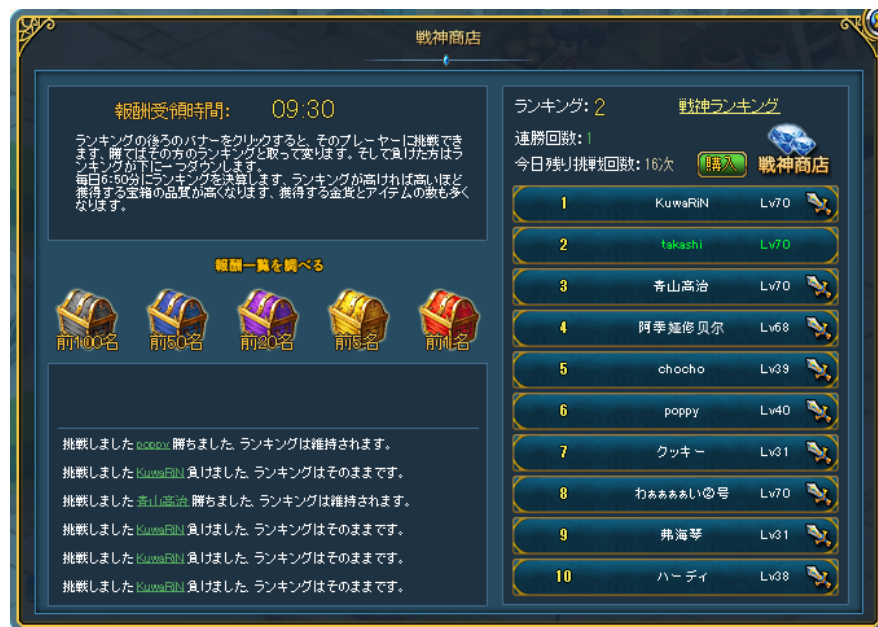 戦神商店
報酬受領時間: 09:30
ランキングの後ろのバナーをクリックすると、そのプレーヤーに挑戦でき
ます、勝てばその方のランキングと取って変ります。そして負けた方はラ
ンキングが下に一つダウンします。
毎日6:50分にランキングを決算します、ランキングが高ければ高いほど
獲得する宝箱の品質が高くなります、獲得する金貨とアイテムの数も多く
なります。
報酬一覧を調べる
前100名
前50名
前20名
前5名
前1名
挑戦しました poppy 勝ちました、ランキングは維持されます。
挑戦しました KuwaRiN 負けました、ランキングはそのままです。
挑戦しました 青山高治 勝ちました、ランキングは維持されます。
挑戦しました KuwaRiN 負けました、ランキングはそのままです。
挑戦しました KuwaRiN 負けました、ランキングはそのままです。
挑戦しました KuwaRiN 負けました、ランキングはそのままです。
ランキング: 2 戦神ランキング
連勝回数: 1
今日残り挑戦回数: 16次 購入 戦神商店
1 KuwaRiN Lv70
2 takashi Lv70
3 青山高治 Lv70
4 阿季娅修贝尔 Lv68
5 chocho Lv39
6 poppy Lv40
7 クッキー Lv31
8 わぁぁぁぁい②号 Lv70
9 弗海琴 Lv31
10 ハーディ Lv38